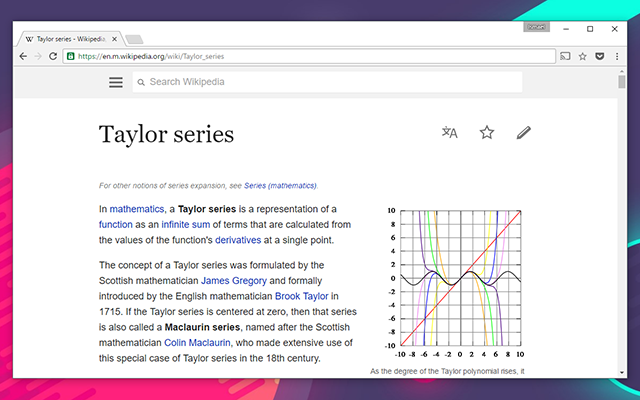 Taylor series - Wikipedia,
https://en.m.wikipedia.org/wiki/Taylor_series
Search Wikipedia
Taylor series
For other notions of series expansion, see Series (mathematics)
In mathematics, a Taylor series is a representation of a
function as an infinite sum of terms that are calculated from
the values of the function's derivatives at a single point.
The concept of a Taylor series was formulated by the
Scottish mathematician James Gregory and formally
introduced by the English mathematician Brook Taylor in
1715. If the Taylor series is centered at zero, then that series
is also called a Maclaurin series, named after the Scottish
mathematician Colin Maclaurin, who made extensive use of
this special case of Taylor series in the 18th century.
10
8
6
4
2
0
-2
-4
-6
-8
-10
-10 -8 -6 -4 -2 0 2 4 6 8 10
As the degree of the Taylor polynomial rises, it